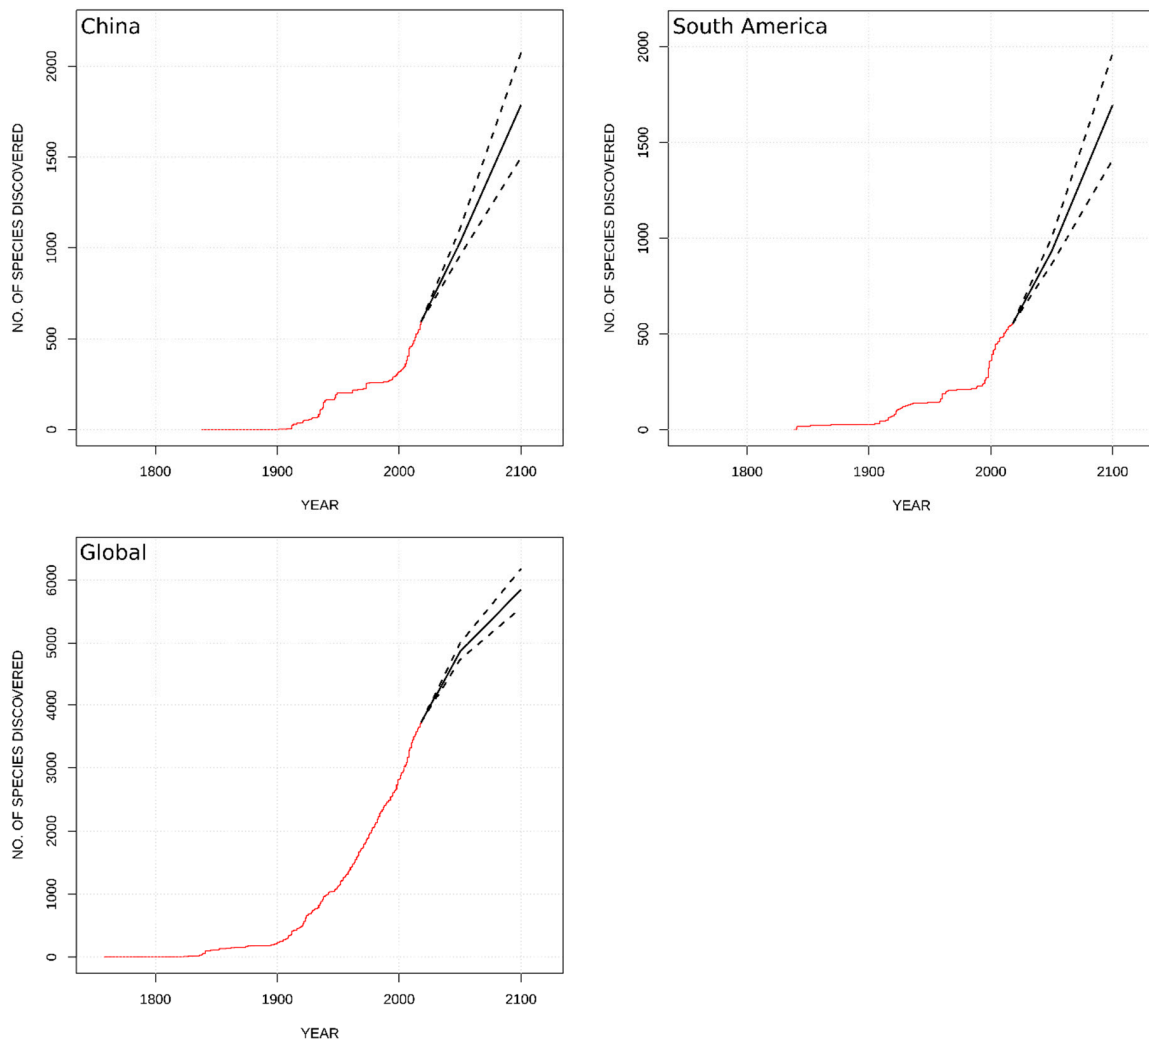 China
NO. OF SPECIES DISCOVERED
2000
1500
1000
500
0
1800 1900 2000 2100
YEAR
South America
NO. OF SPECIES DISCOVERED
2000
1500
1000
500
0
1800 1900 2000 2100
YEAR
Global
NO. OF SPECIES DISCOVERED
6000
5000
4000
3000
2000
1000
0
1800 1900 2000 2100
YEAR